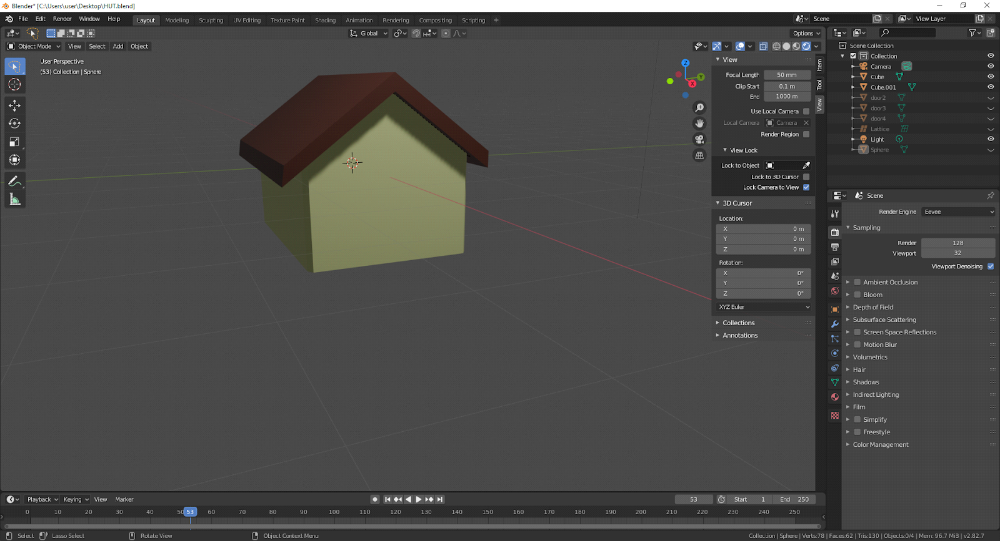 Blender* [C:\Users\user\Desktop\HUT.blend]
File Edit Render Window Help Layout Modeling Sculpting UV Editing Texture Paint Shading Animation Rendering Compositing Scripting + Scene View Layer
Global Options
Object Mode View Select Add Object
User Perspective
(53) Collection | Sphere
Z
Y
X
View
Focal Length 50 mm
Clip Start 0.1 m
End 1000 m
Use Local Camera
Local Camera Camera
Render Region
View Lock
Lock to Object
Lock to 3D Cursor
Lock Camera to View
3D Cursor
Location:
X 0 m
Y 0 m
Z 0 m
Rotation:
X 0°
Y 0°
Z 0°
XYZ Euler
Collections
Annotations
Item
Tool
View
Scene Collection
Collection
Camera
Cube
Cube.001
door2
door3
door4
Lattice
Light
Sphere
Scene
Render Engine Eevee
Sampling
Render 128
Viewport 32
Viewport Denoising
Ambient Occlusion
Bloom
Depth of Field
Subsurface Scattering
Screen Space Reflections
Motion Blur
Volumetrics
Hair
Shadows
Indirect Lighting
Film
Simplify
Freestyle
Color Management
Playback Keying View Marker 53 Start 1 End 250
0 10 20 30 40 50 53 60 70 80 90 100 110 120 130 140 150 160 170 180 190 200 210 220 230 240 250
Select Lasso Select Rotate View Object Context Menu Collection | Sphere | Verts:78 | Faces:62 | Tris:130 | Objects:0/4 | Mem: 96.7 MiB | v2.82.7